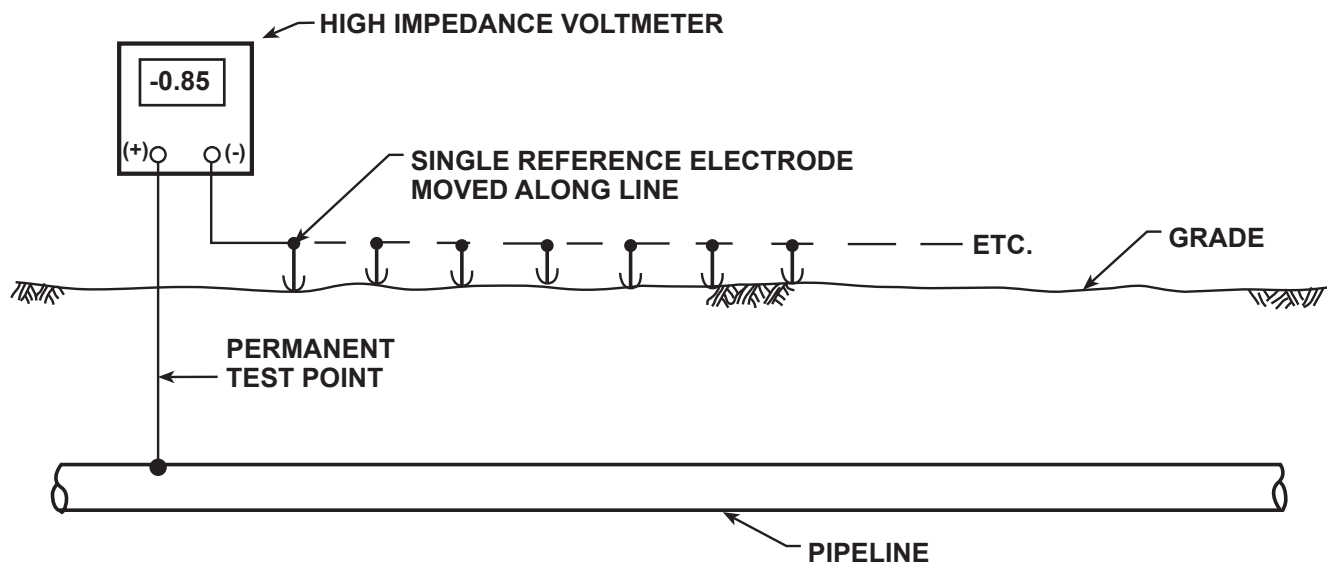 HIGH IMPEDANCE VOLTMETER
-0.85
(+)
(-)
SINGLE REFERENCE ELECTRODE
MOVED ALONG LINE
ETC.
GRADE
PERMANENT
TEST POINT
PIPELINE